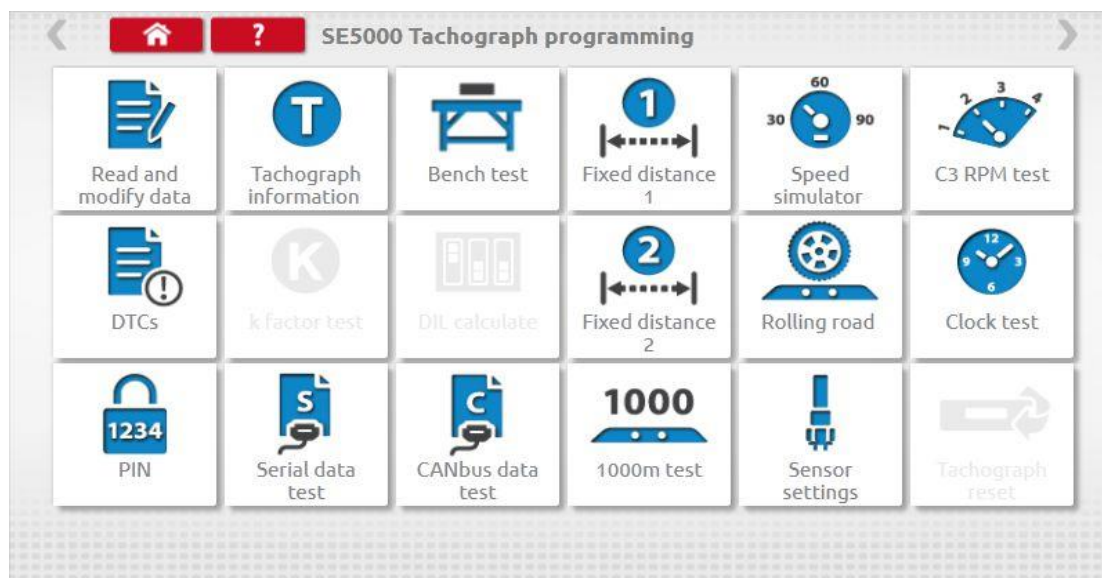 ? SE5000 Tachograph programming
Read and
modify data
T
Tachograph
information
Bench test
1
Fixed distance
1
30 60 90
Speed
simulator
1 2 3 4
C3 RPM test
DTCs
K
k factor test
DIL calculate
2
Fixed distance
2
Rolling road
12
9 3
6
Clock test
1234
PIN
S
Serial data
test
C
CANbus data
test
1000
1000m test
Sensor
settings
Tachograph
reset